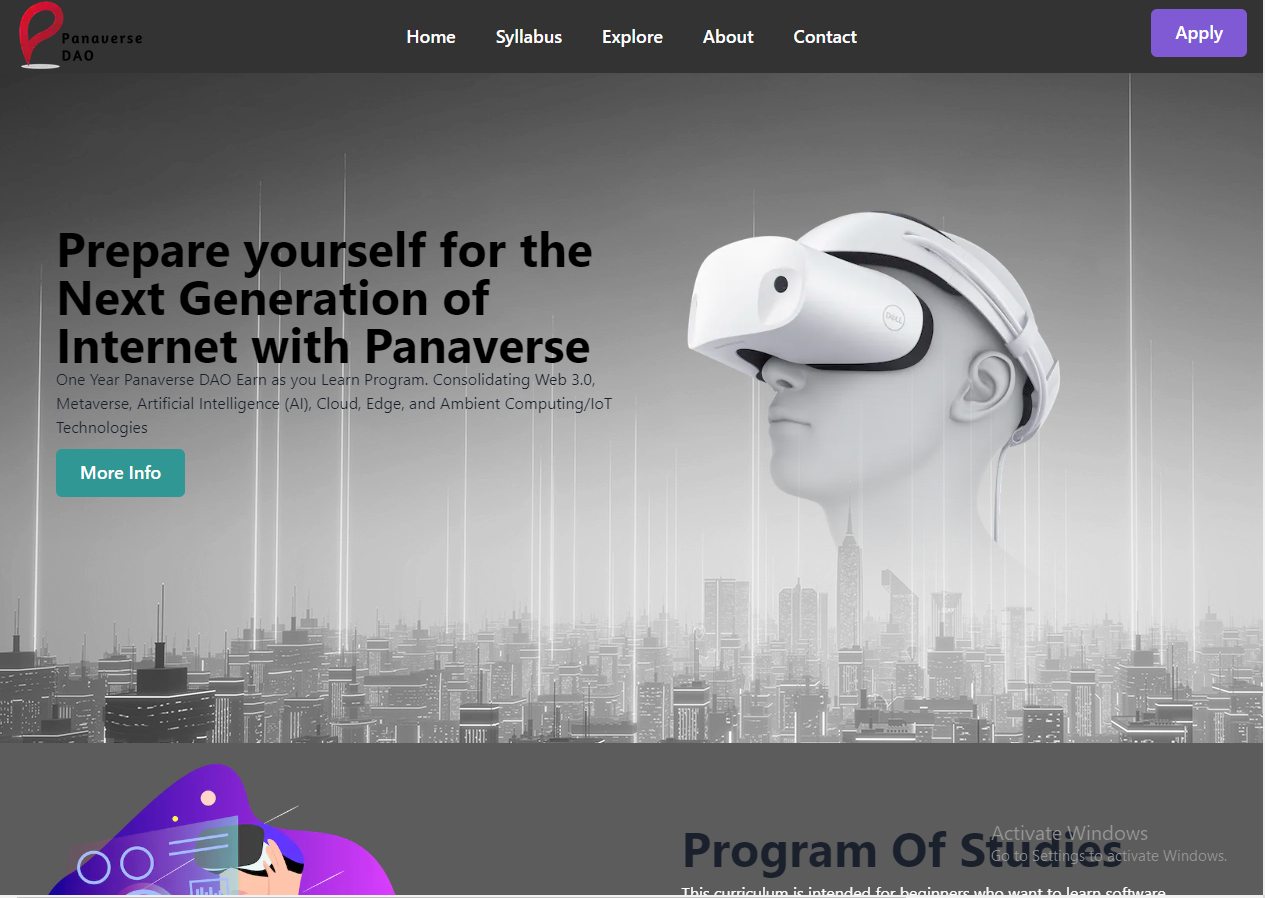 Panaverse
DAO
Home Syllabus Explore About Contact
Apply
Prepare yourself for the
Next Generation of
Internet with Panaverse
One Year Panaverse DAO Earn as you Learn Program. Consolidating Web 3.0,
Metaverse, Artificial Intelligence (AI), Cloud, Edge, and Ambient Computing/IoT
Technologies
More Info
DELL
Program Of Studies
Activate Windows
Go to Settings to activate Windows.
This curriculum is intended for beginners who want to learn software